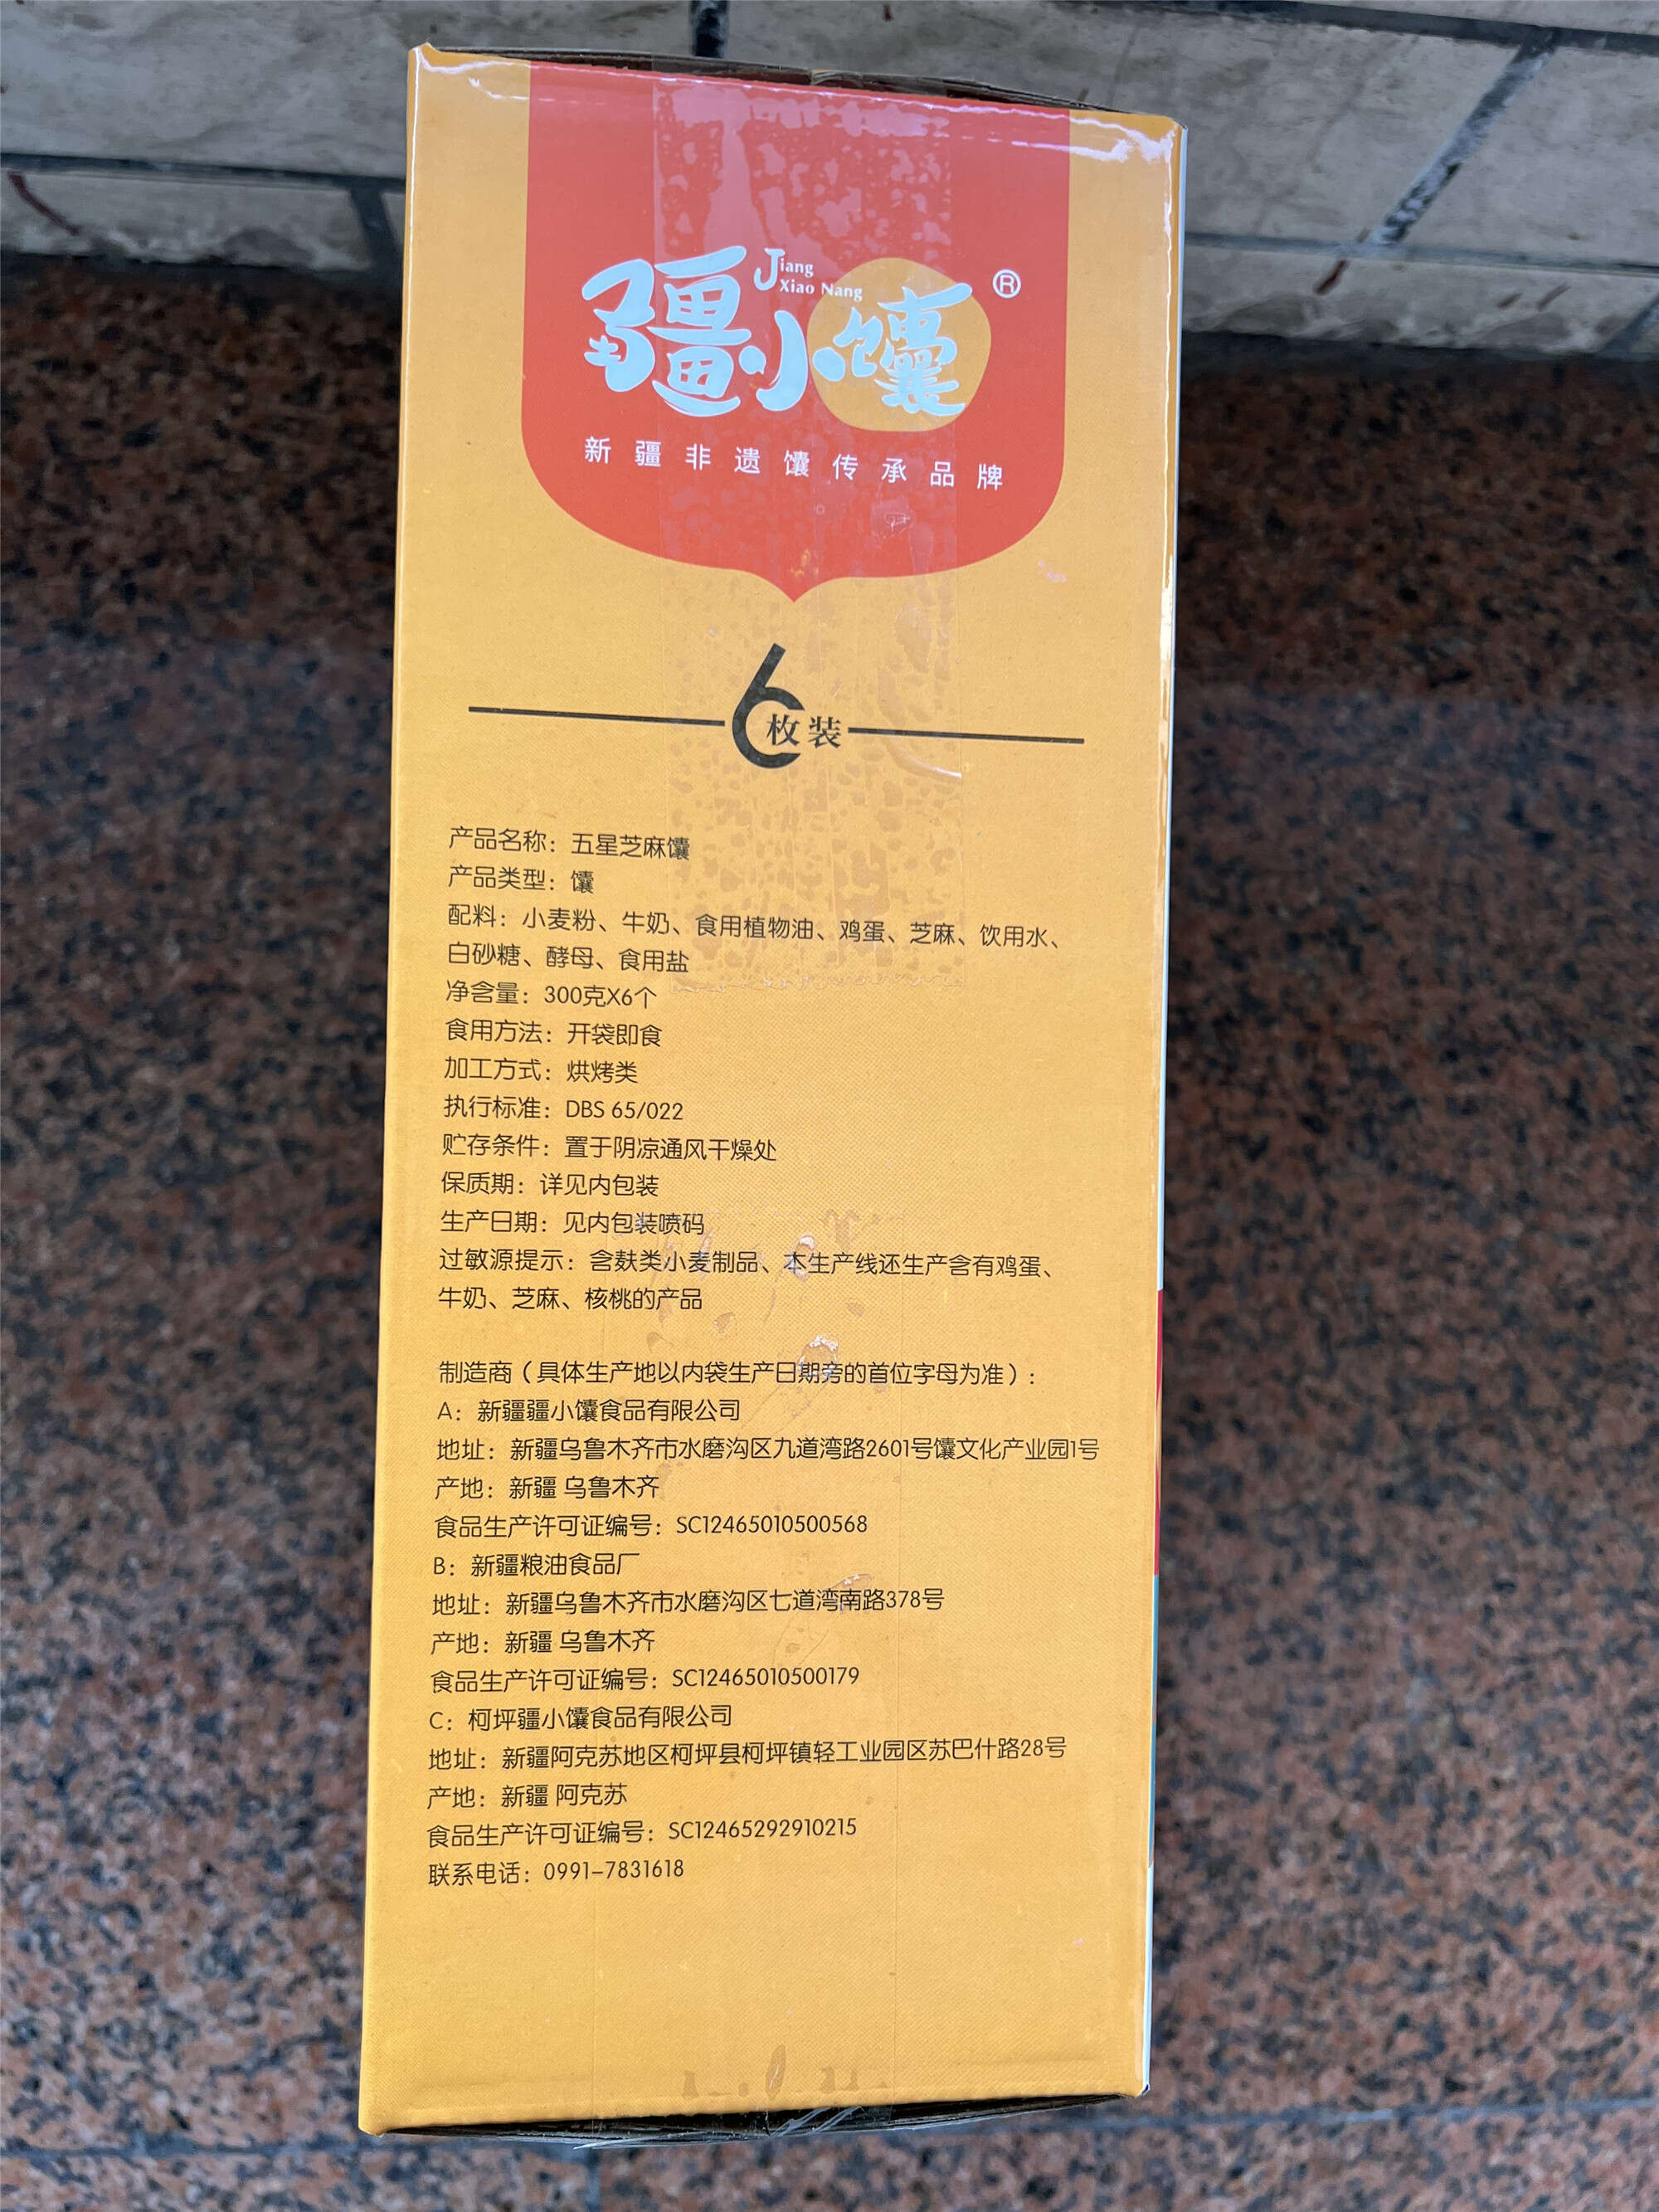 疆小馕
Jiang
Xiao Nang
®
新疆非遗馕传承品牌
6枚装
产品名称：五星芝麻馕
产品类型：馕
配料：小麦粉、牛奶、食用植物油、鸡蛋、芝麻、饮用水、
白砂糖、酵母、食用盐
净含量：300克X6个
食用方法：开袋即食
加工方式：烘烤类
执行标准：DBS 65/022
贮存条件：置于阴凉通风干燥处
保质期：详见内包装
生产日期：见内包装喷码
过敏源提示：含麸类小麦制品、本生产线还生产含有鸡蛋、
牛奶、芝麻、核桃的产品
制造商（具体生产地以内袋生产日期旁的首位字母为准）:
A：新疆疆小馕食品有限公司
地址：新疆乌鲁木齐市水磨沟区九道湾路2601号馕文化产业园1号
产地：新疆 乌鲁木齐
食品生产许可证编号：SC12465010500568
B：新疆粮油食品厂
地址：新疆乌鲁木齐市水磨沟区七道湾南路378号
产地：新疆 乌鲁木齐
食品生产许可证编号：SC12465010500179
C：柯坪疆小馕食品有限公司
地址：新疆阿克苏地区柯坪县柯坪镇轻工业园区苏巴什路28号
产地：新疆 阿克苏
食品生产许可证编号：SC12465292910215
联系电话：0991-7831618